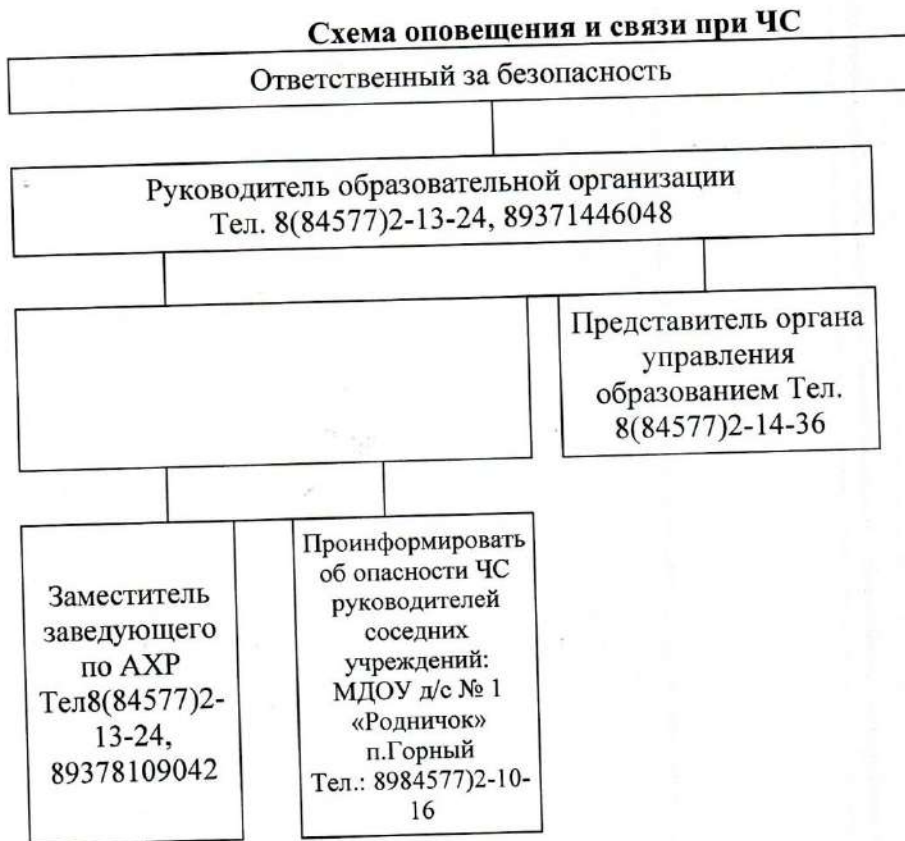 Схема оповещения и связи при ЧС
Ответственный за безопасность
Руководитель образовательной организации
Тел. 8(84577)2-13-24, 89371446048
Представитель органа
управления
образованием Тел.
8(84577)2-14-36
Заместитель
заведующего
по АХР
Тел8(84577)2-
13-24,
89378109042
Проинформировать
об опасности ЧС
руководителей
соседних
учреждений:
МДОУ д/с № 1
«Родничок»
п.Горный
Тел.: 8984577)2-10-
16